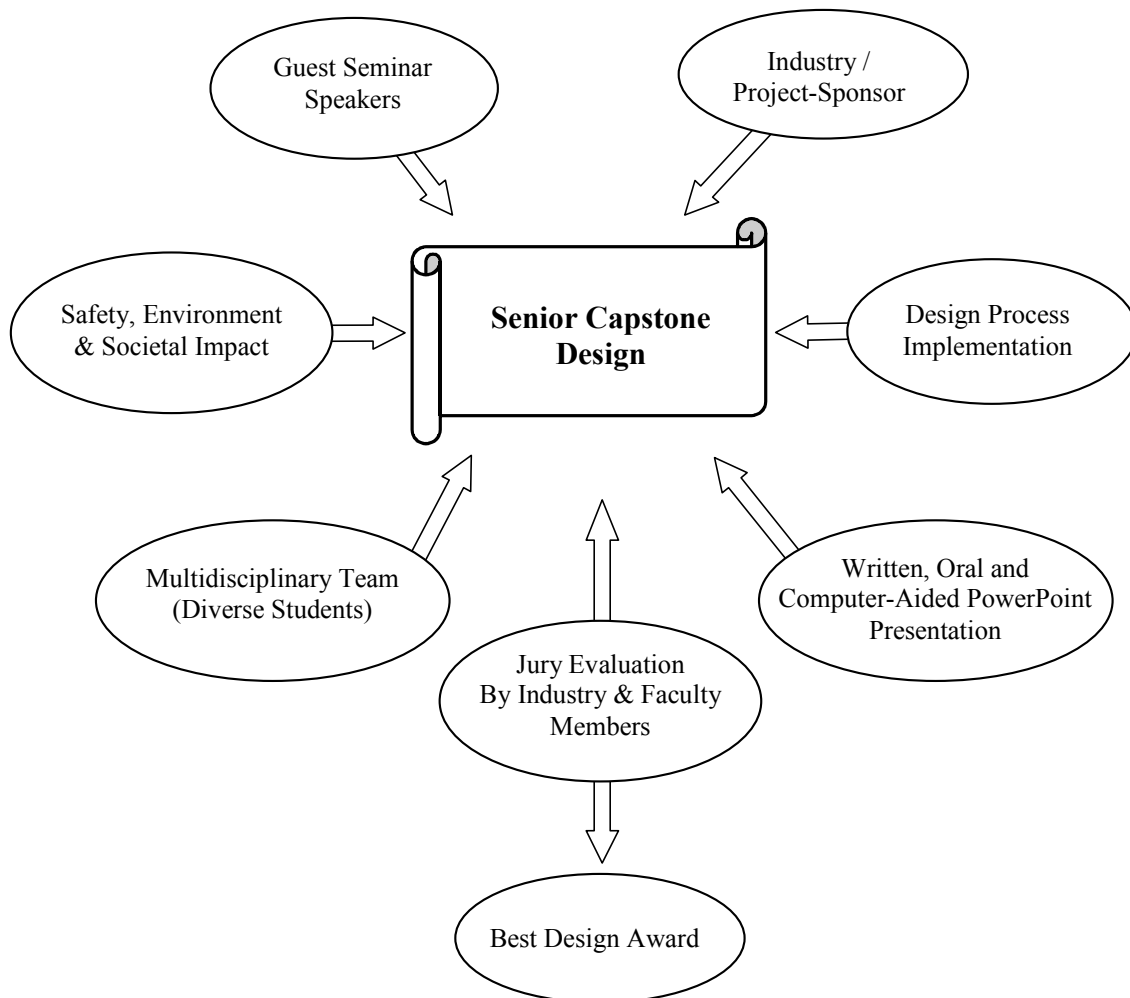 Guest Seminar
Speakers
Industry /
Project-Sponsor
Safety, Environment
& Societal Impact
Senior Capstone
Design
Design Process
Implementation
Multidisciplinary Team
(Diverse Students)
Written, Oral and
Computer-Aided PowerPoint
Presentation
Jury Evaluation
By Industry & Faculty
Members
Best Design Award